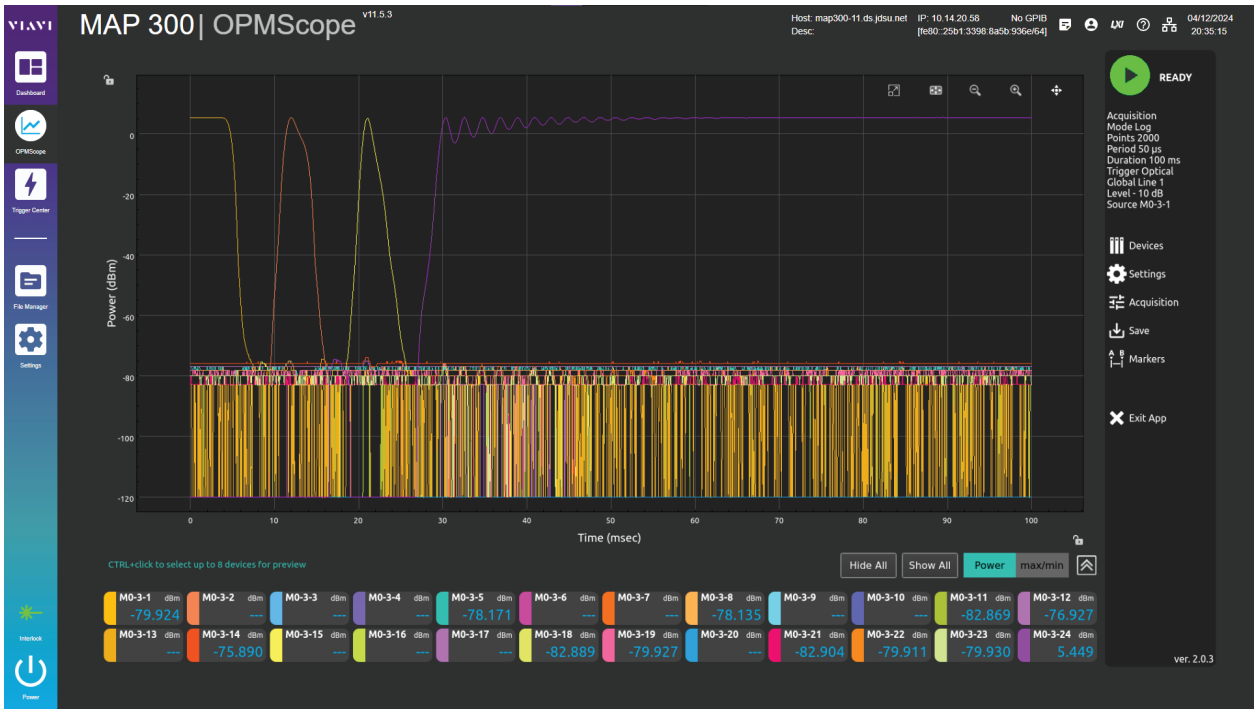 VIAVI
MAP 300| OPMScope v11.5.3
Host: map300-11.ds.jdsu.net IP: 10.14.20.58 No GPIB
Desc: [fe80::25b1:3398:8a5b:936e/64]
LXI
04/12/2024
20:35:15
Dashboard
OPMScope
Trigger Center
File Manager
Settings
Interlock
Power
Power (dBm)
0
-20
-40
-60
-80
-100
-120
0 10 20 30 40 50 60 70 80 90 100
Time (msec)
READY
Acquisition
Mode Log
Points 2000
Period 50 µs
Duration 100 ms
Trigger Optical
Global Line 1
Level - 10 dB
Source M0-3-1
Devices
Settings
Acquisition
Save
A B Markers
Exit App
ver. 2.0.3
CTRL+click to select up to 8 devices for preview
Hide All Show All Power max/min
M0-3-1 dBm M0-3-2 dBm M0-3-3 dBm M0-3-4 dBm M0-3-5 dBm M0-3-6 dBm M0-3-7 dBm M0-3-8 dBm M0-3-9 dBm M0-3-10 dBm M0-3-11 dBm M0-3-12 dBm
-79.924 --- --- --- -78.171 --- --- -78.135 --- --- -82.869 -76.927
M0-3-13 dBm M0-3-14 dBm M0-3-15 dBm M0-3-16 dBm M0-3-17 dBm M0-3-18 dBm M0-3-19 dBm M0-3-20 dBm M0-3-21 dBm M0-3-22 dBm M0-3-23 dBm M0-3-24 dBm
--- -75.890 --- --- --- -82.889 -79.927 --- -82.904 -79.911 -79.930 5.449